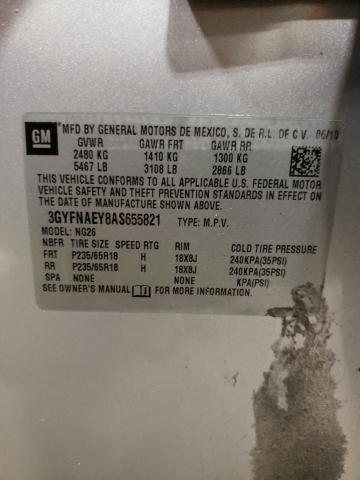 GM
*MFD BY GENERAL MOTORS DE MEXICO, S. DE R.L. DE C V. 06/10
GVWR GAWR FRT GAWR RR
2480 KG 1410 KG 1300 KG
5467 LB 3108 LB 2866 LB
THIS VEHICLE CONFORMS TO ALL APPLICABLE U.S. FEDERAL MOTOR
VEHICLE SAFETY AND THEFT PREVENTION STANDARDS IN EFFECT ON
THE DATE OF MANUFACTURE SHOWN ABOVE.
3GYFNAEY8AS655821 TYPE: M.P.V.
MODEL: NG26
NBFR TIRE SIZE SPEED RTG RIM COLD TIRE PRESSURE
FRT P235/65R18 H 18X8J 240KPA(35PSI)
RR P235/65R18 H 18X8J 240KPA(35PSI)
SPA NONE NONE KPA(PSI)
SEE OWNER'S MANUAL FOR MORE INFORMATION.